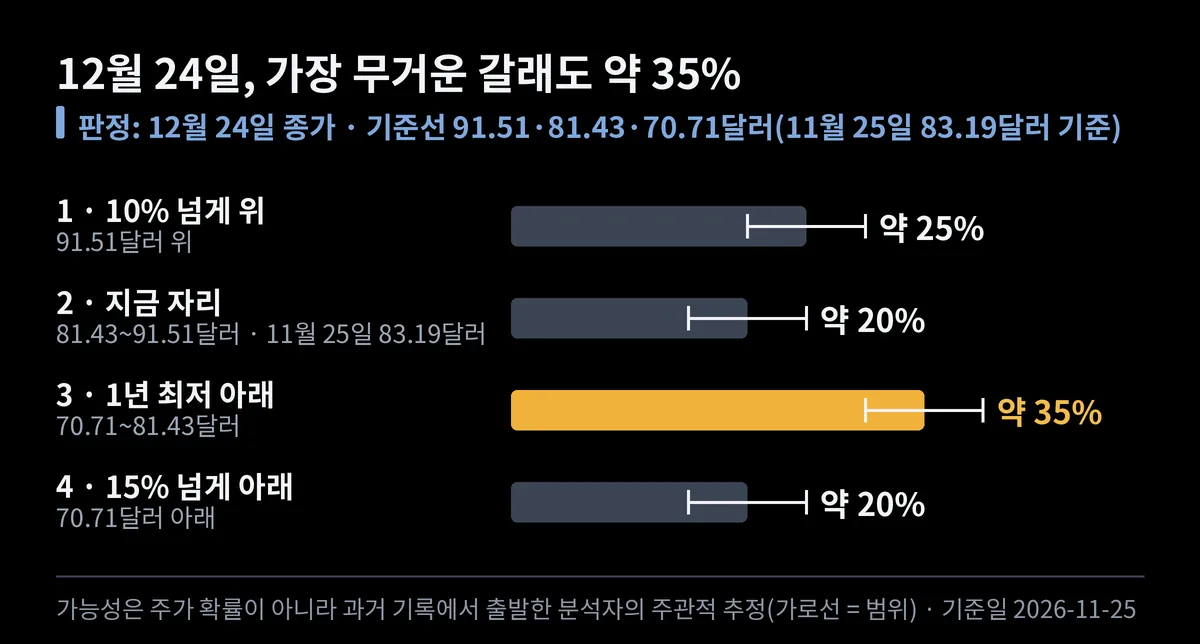 12월 24일, 가장 무거운 갈래도 약 35%
판정: 12월 24일 종가 · 기준선 91.51·81.43·70.71달러(11월 25일 83.19달러 기준)
1 · 10% 넘게 위
91.51달러 위
약 25%
2 · 지금 자리
81.43~91.51달러 · 11월 25일 83.19달러
약 20%
3 · 1년 최저 아래
70.71~81.43달러
약 35%
4 · 15% 넘게 아래
70.71달러 아래
약 20%
가능성은 주가 확률이 아니라 과거 기록에서 출발한 분석자의 주관적 추정(가로선 = 범위) · 기준일 2026-11-25